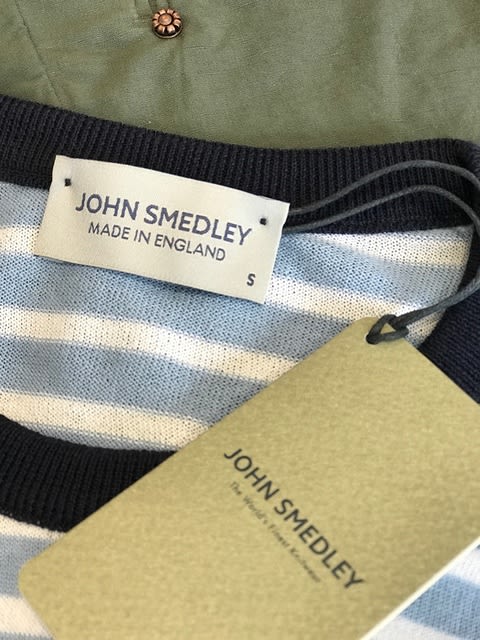 JOHN SMEDLEY
MADE IN ENGLAND
S
JOHN SMEDLEY
The World's Finest Knitwear